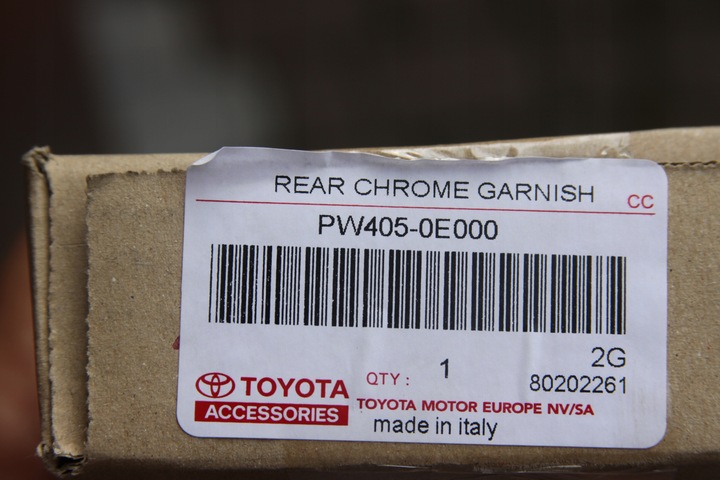 REAR CHROME GARNISH CC
PW405-0E000
2G
QTY : 1 80202261
TOYOTA
ACCESSORIES
TOYOTA MOTOR EUROPE NV/SA
made in italy